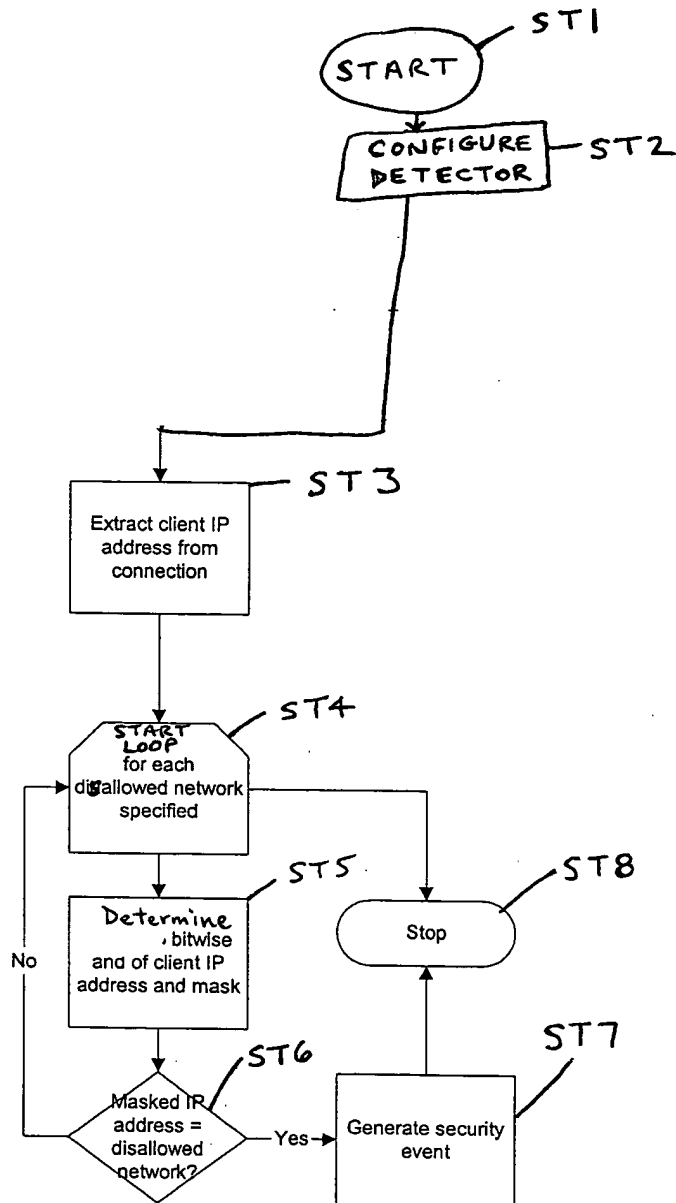 ST1
START
CONFIGURE
DETECTOR
ST2
ST3
Extract client IP
address from
connection
ST4
START
LOOP
for each
disallowed network
specified
ST5
Determine
bitwise
and of client IP
address and mask
ST8
Stop
No
ST6
Masked IP
address =
disallowed
network?
Yes
ST7
Generate security
event